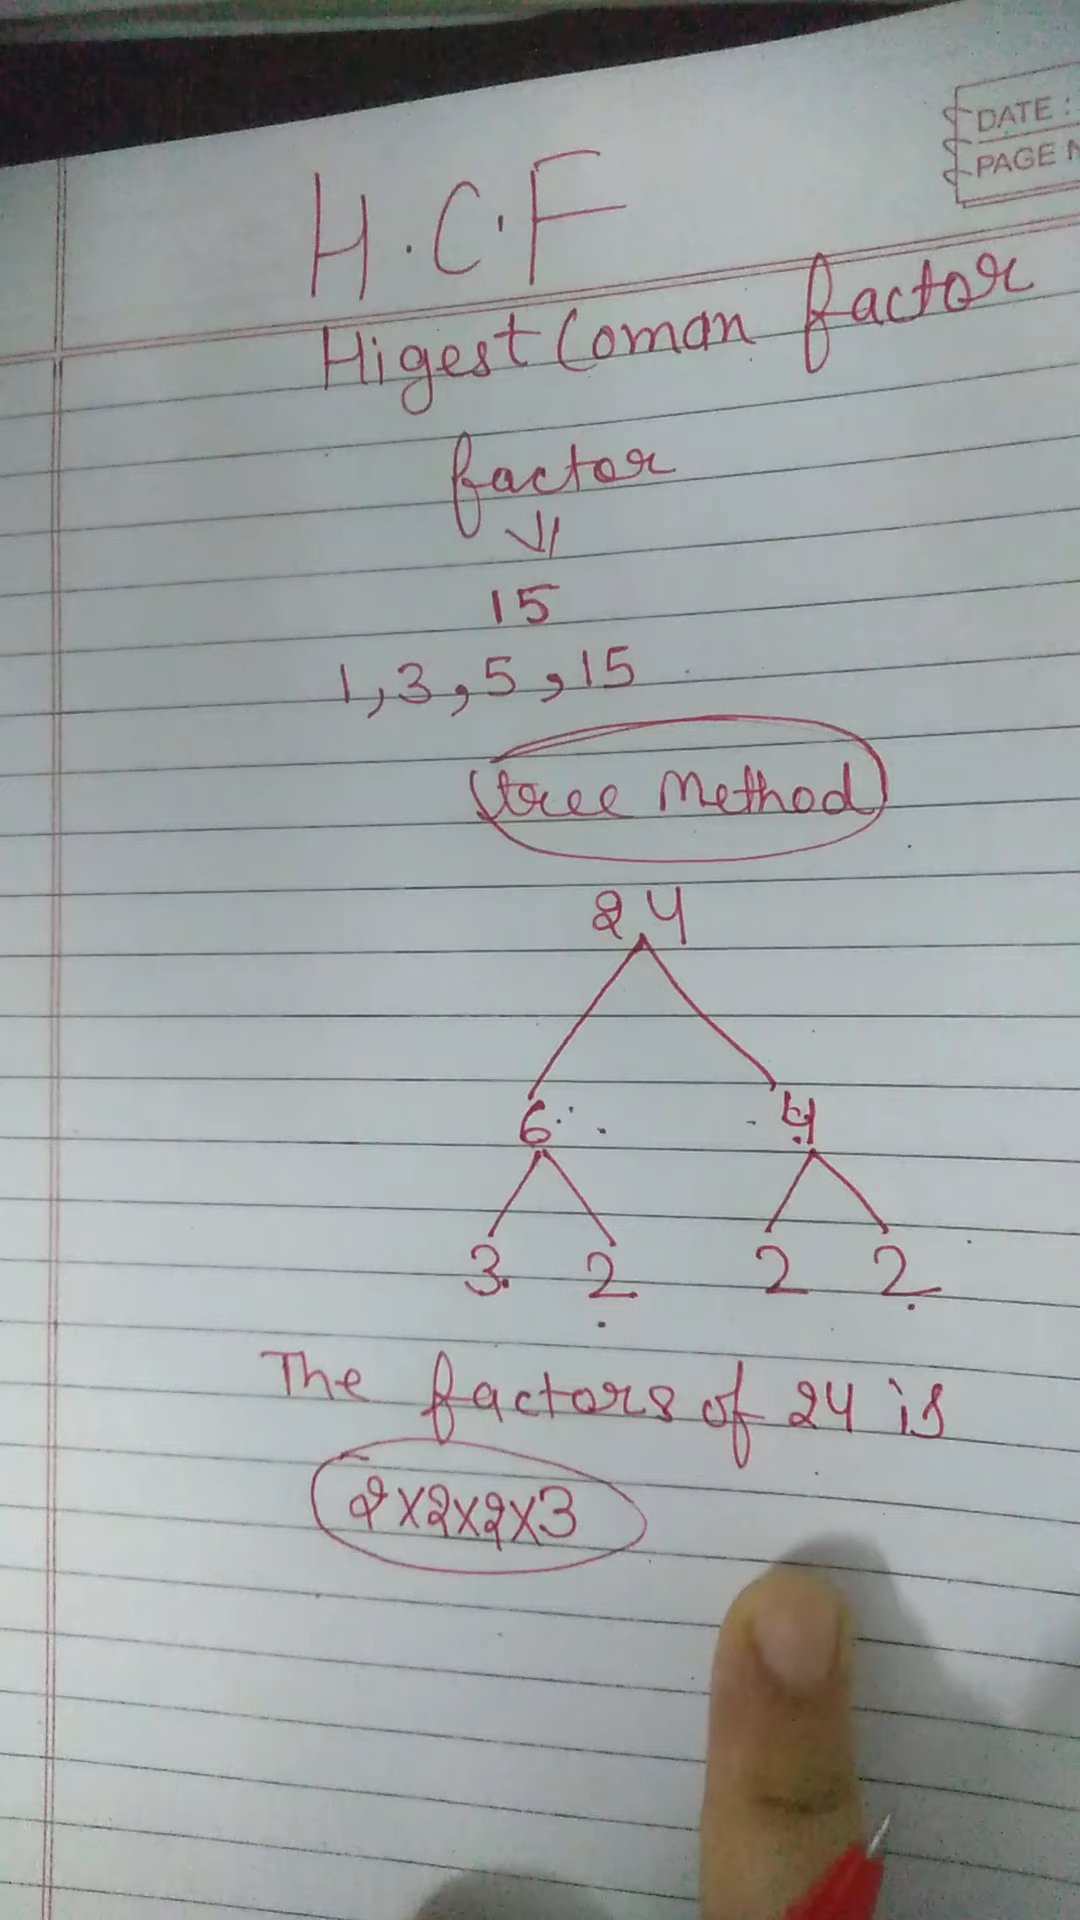 DATE :
PAGE N
H.C.F
Higest Coman factor
factor
15
1, 3, 5, 15
tree Method
24
6 4
3 2 2 2
The factors of 24 is
2x2x2x3